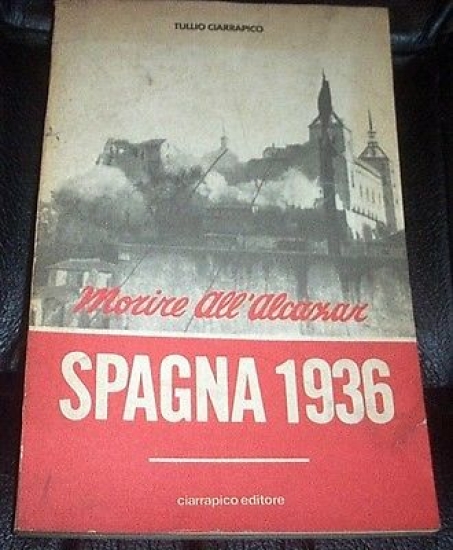 TULLIO CIARRAPICO
Morire All'Alcazar
SPAGNA 1936
ciarrapico editore